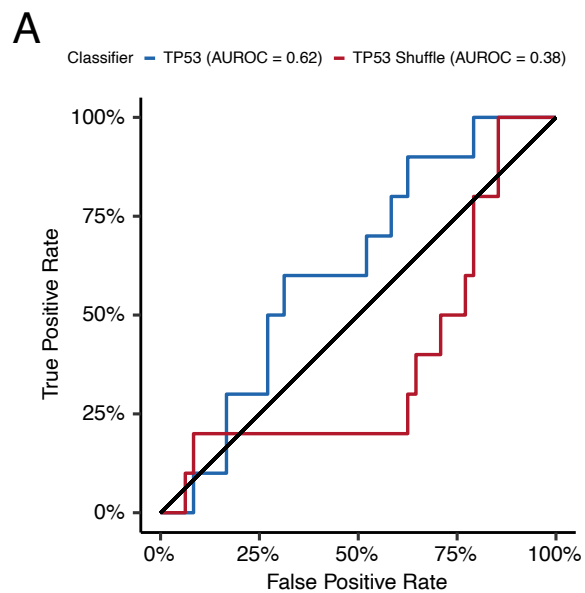 A
Classifier TP53 (AUROC = 0.62) TP53 Shuffle (AUROC = 0.38)
100%
75%
50%
25%
0%
True Positive Rate
0% 25% 50% 75% 100%
False Positive Rate